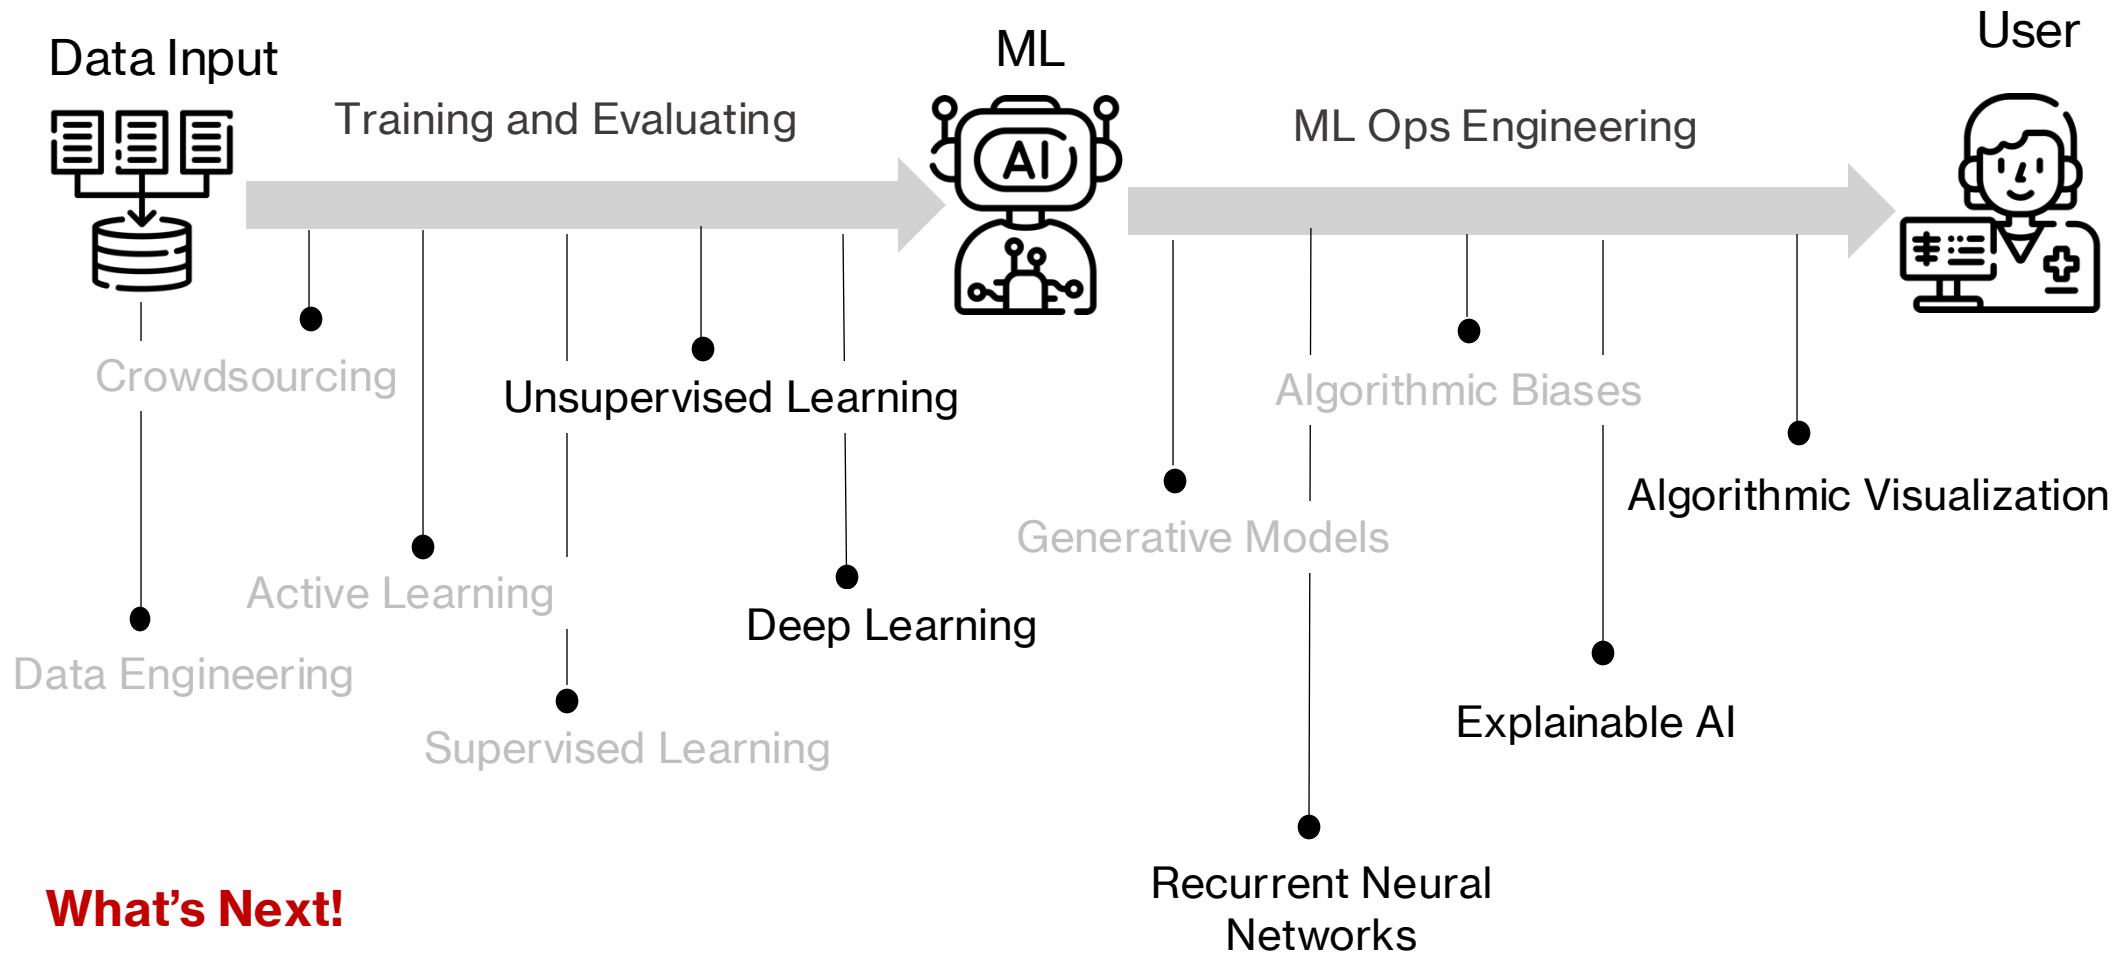 Data Input
ML
User
Training and Evaluating
ML Ops Engineering
AI
Crowdsourcing
Unsupervised Learning
Algorithmic Biases
Algorithmic Visualization
Generative Models
Active Learning
Deep Learning
Data Engineering
Explainable AI
Supervised Learning
Recurrent Neural
Networks
What's Next!